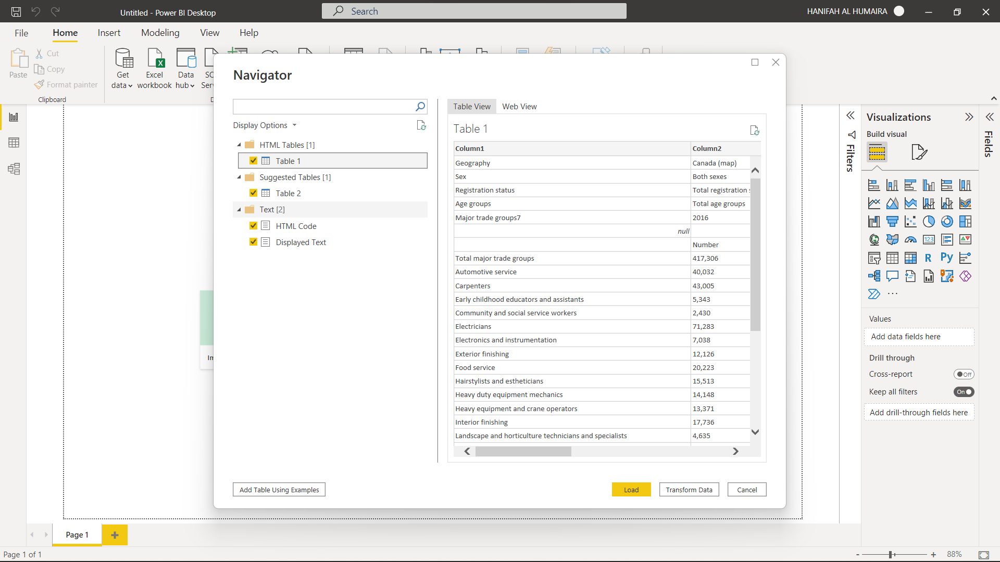 Untitled - Power BI Desktop
Search
HANIFAH AL HUMAIRA
File
Home
Insert
Modeling
View
Help
Paste
Cut
Copy
Format painter
Clipboard
Get data
Excel workbook
Data hub
Navigator
Display Options
HTML Tables [1]
Table 1
Suggested Tables [1]
Table 2
Text [2]
HTML Code
Displayed Text
Table View
Web View
Table 1
Column1 Column2
Geography Canada (map)
Sex Both sexes
Registration status Total registration
Age groups Total age groups
Major trade groups7 2016
null
Number
Total major trade groups 417,306
Automotive service 40,032
Carpenters 43,005
Early childhood educators and assistants 5,343
Community and social service workers 2,430
Electricians 71,283
Electronics and instrumentation 7,038
Exterior finishing 12,126
Food service 20,223
Hairstylists and estheticians 15,513
Heavy duty equipment mechanics 14,148
Heavy equipment and crane operators 13,371
Interior finishing 17,736
Landscape and horticulture technicians and specialists 4,635
Add Table Using Examples
Load
Transform Data
Cancel
Filters
Visualizations
Build visual
123
R
Py
Values
Add data fields here
Drill through
Cross-report
Off
Keep all filters
On
Add drill-through fields here
Fields
Page 1
Page 1 of 1
- + 88%